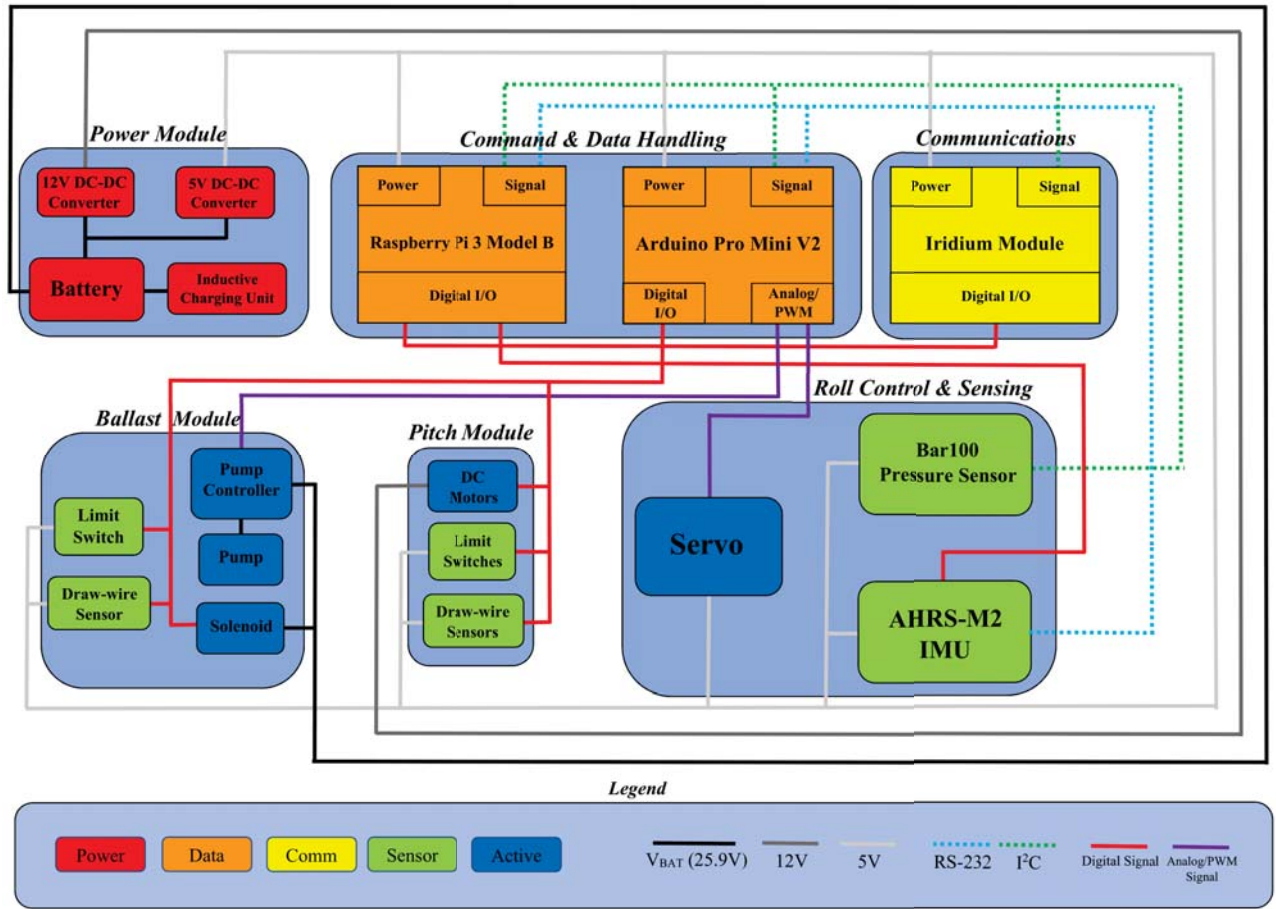 Power Module
Command & Data Handling
Communications
12V DC-DC
Converter
5V DC-DC
Converter
Battery
Inductive
Charging Unit
Power
Signal
Raspberry Pi 3 Model B
Digital I/O
Power
Signal
Arduino Pro Mini V2
Digital
I/O
Analog/
PWM
Power
Signal
Iridium Module
Digital I/O
Ballast Module
Pump
Controller
Limit
Switch
Pump
Draw-wire
Sensor
Solenoid
Pitch Module
DC
Motors
Limit
Switches
Draw-wire
Sensors
Roll Control & Sensing
Servo
Bar100
Pressure Sensor
AHRS-M2
IMU
Legend
Power
Data
Comm
Sensor
Active
VBAT (25.9V)
12V
5V
RS-232
I²C
Digital Signal
Analog/PWM
Signal